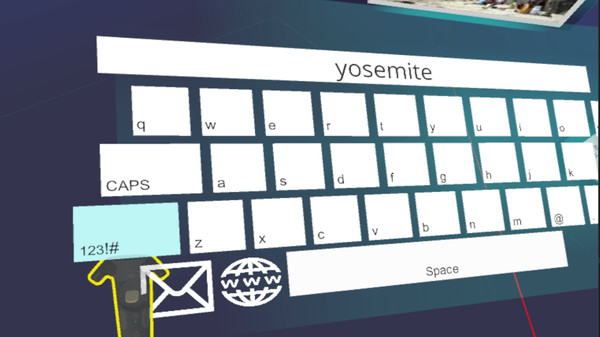 yosemite
q w e r t y u i o
CAPS a s d f g h j k
123!# z x c v b n m @ .
WWW Space